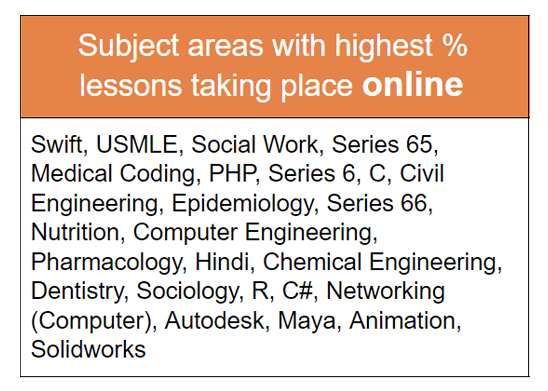 Subject areas with highest %
lessons taking place online
Swift, USMLE, Social Work, Series 65,
Medical Coding, PHP, Series 6, C, Civil
Engineering, Epidemiology, Series 66,
Nutrition, Computer Engineering,
Pharmacology, Hindi, Chemical Engineering,
Dentistry, Sociology, R, C#, Networking
(Computer), Autodesk, Maya, Animation,
Solidworks